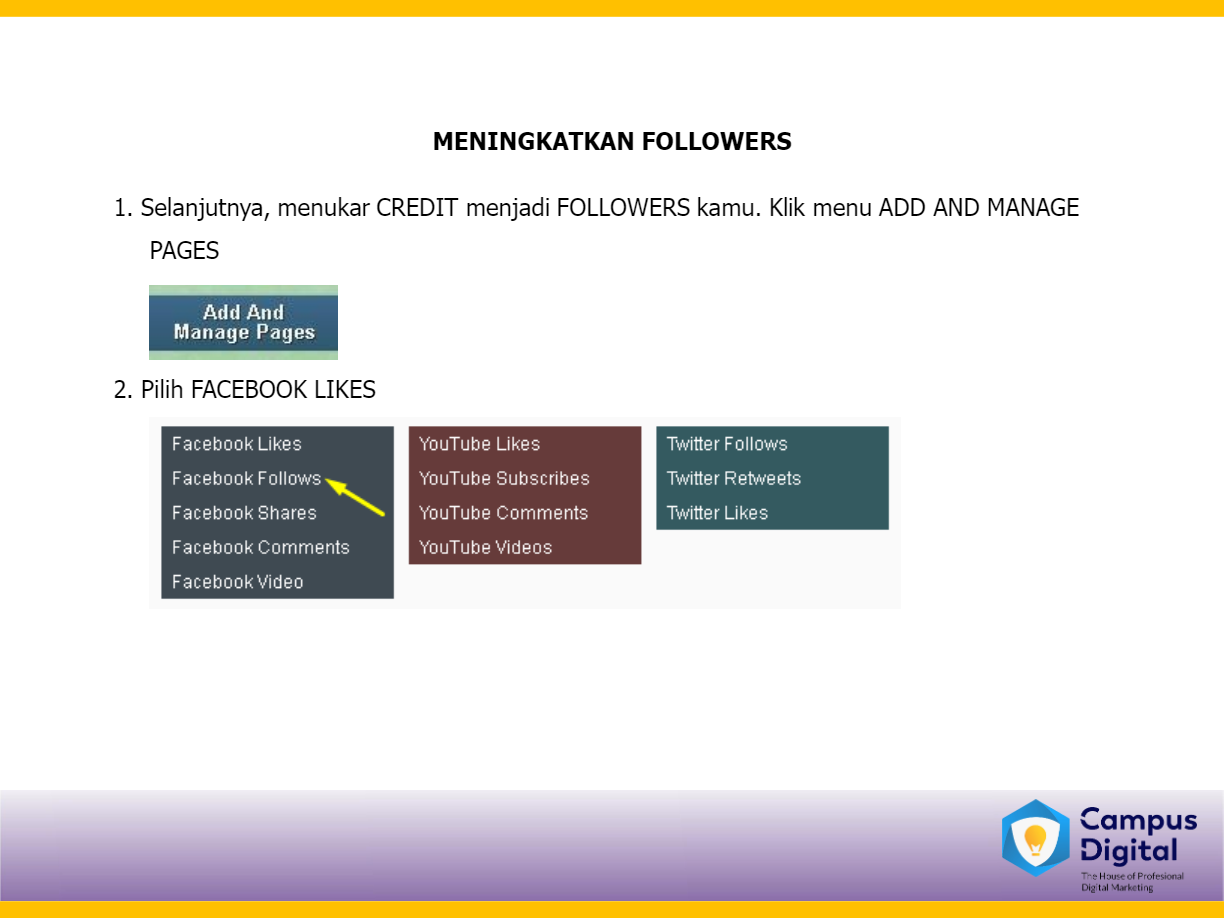 MENINGKATKAN FOLLOWERS
1. Selanjutnya, menukar CREDIT menjadi FOLLOWERS kamu. Klik menu ADD AND MANAGE
PAGES
Add And
Manage Pages
2. Pilih FACEBOOK LIKES
Facebook Likes
Facebook Follows
Facebook Shares
Facebook Comments
Facebook Video
YouTube Likes
YouTube Subscribes
YouTube Comments
YouTube Videos
Twitter Follows
Twitter Retweets
Twitter Likes
Campus
Digital
The House of Profesional
Digital Marketing